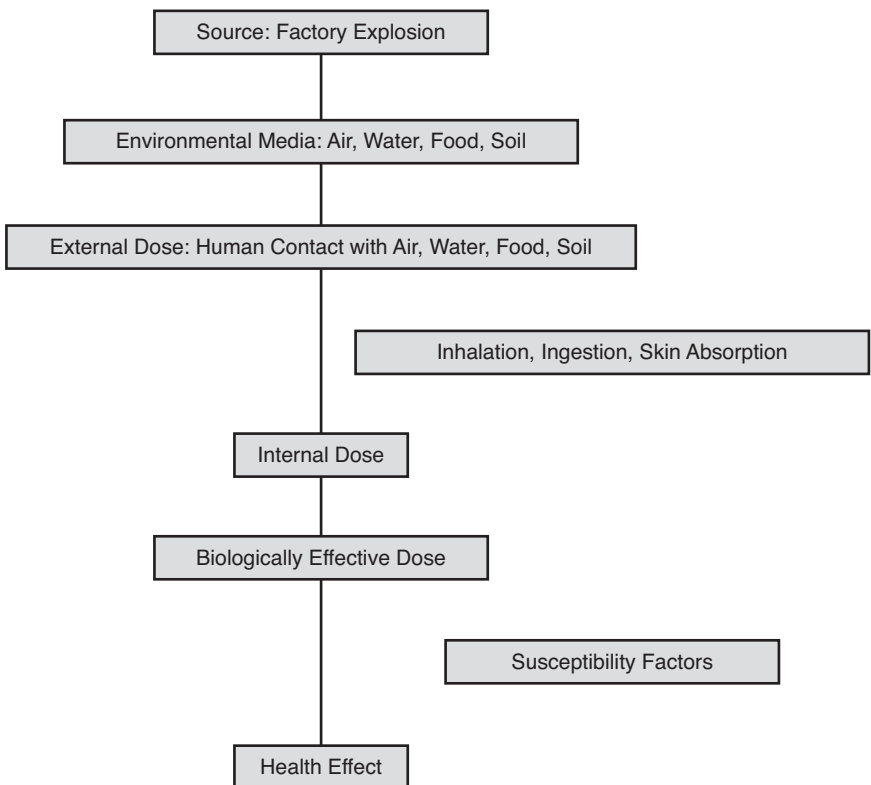 Source: Factory Explosion
Environmental Media: Air, Water, Food, Soil
External Dose: Human Contact with Air, Water, Food, Soil
Inhalation, Ingestion, Skin Absorption
Internal Dose
Biologically Effective Dose
Susceptibility Factors
Health Effect